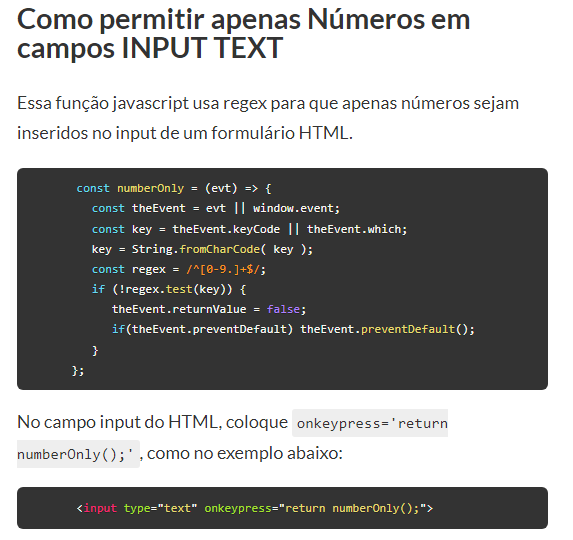 Como permitir apenas Números em
campos INPUT TEXT
Essa função javascript usa regex para que apenas números sejam
inseridos no input de um formulário HTML.
const numberOnly = (evt) => {
const theEvent = evt || window.event;
const key = theEvent.keyCode || theEvent.which;
key = String.fromCharCode( key );
const regex = /^[0-9.]+$/;
if (!regex.test(key)) {
theEvent.returnValue = false;
if(theEvent.preventDefault) theEvent.preventDefault();
}
};
No campo input do HTML, coloque onkeypress='return
numberOnly();' , como no exemplo abaixo:
<input type="text" onkeypress="return numberOnly();">